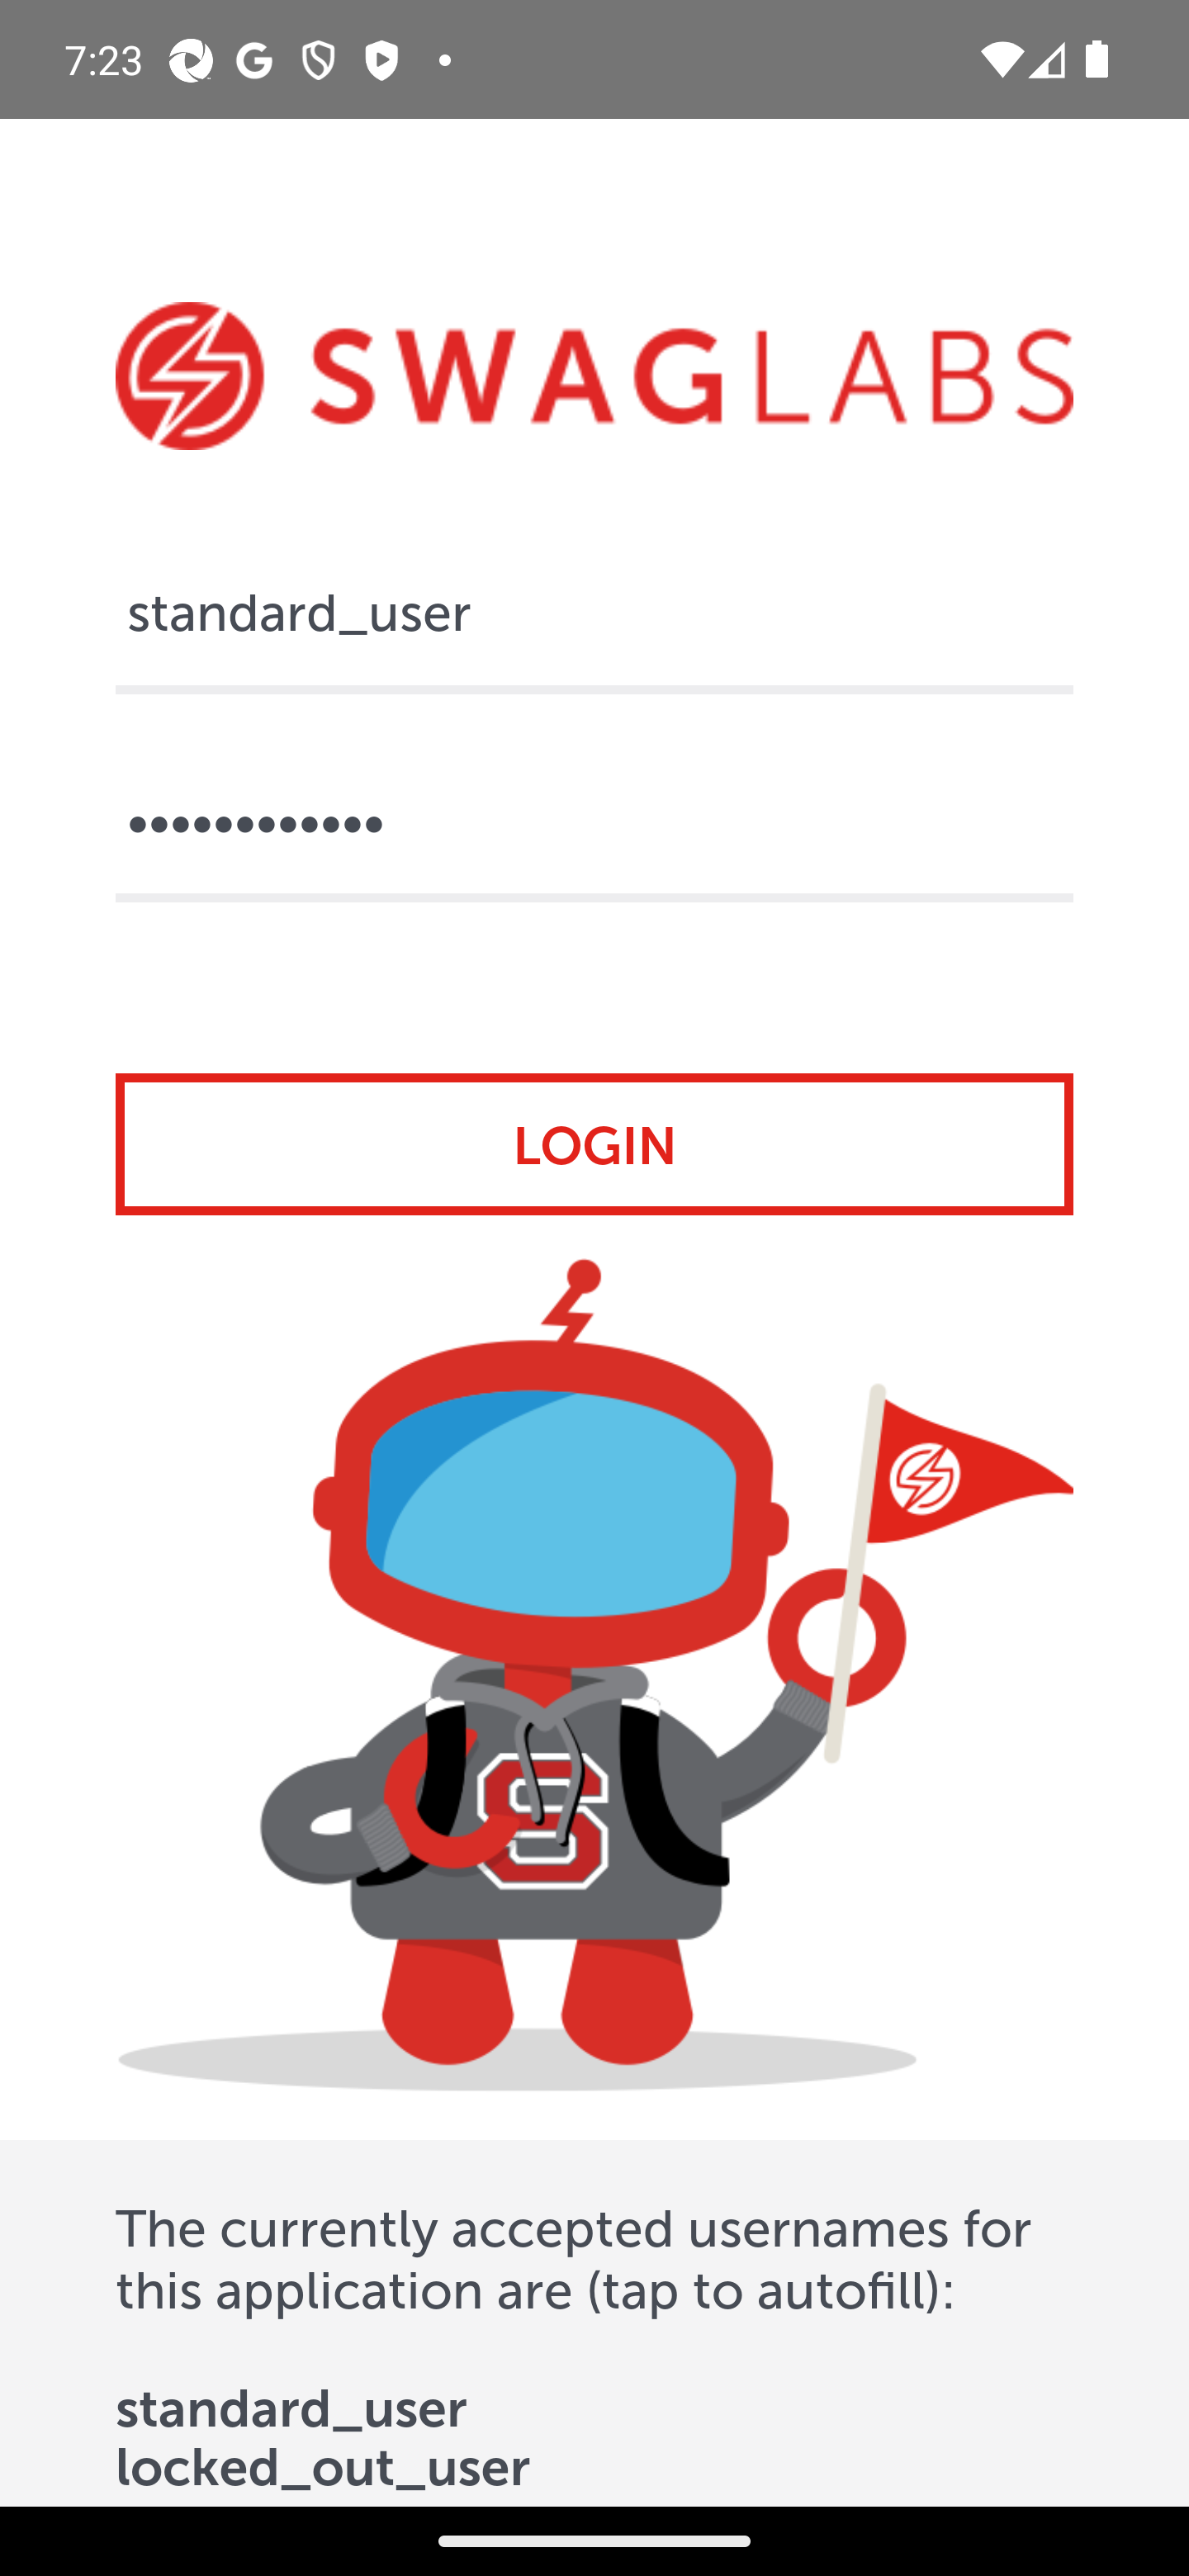 7:23
SWAGLABS
standard_user
••••••••••••
LOGIN
S
The currently accepted usernames for
this application are (tap to autofill):
standard_user
locked_out_user